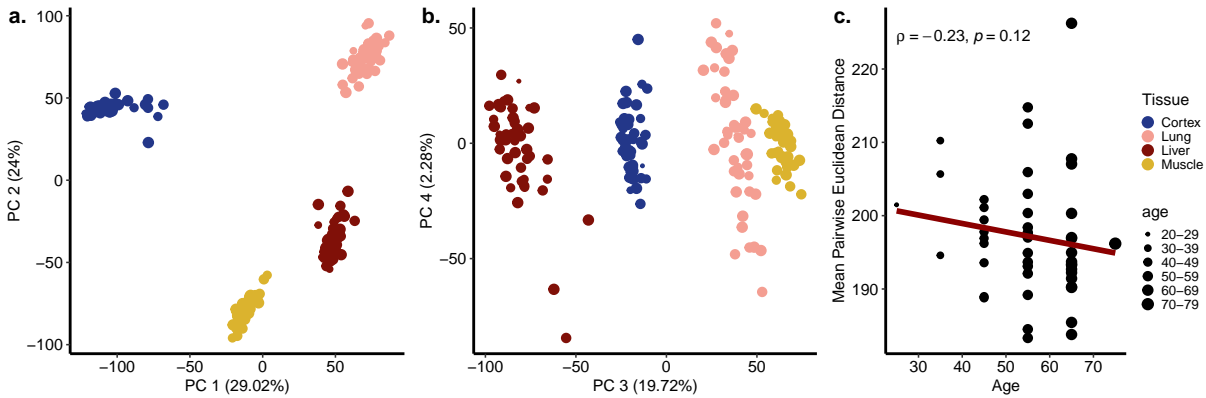 a.
100
50
0
−50
−100
PC 2 (24%)
−100
−50
0
50
PC 1 (29.02%)
b.
50
0
−50
PC 4 (2.28%)
−100
−50
0
50
PC 3 (19.72%)
c.
ρ = −0.23, p = 0.12
220
210
200
190
Mean Pairwise Euclidean Distance
30
40
50
60
70
Age
Tissue
Cortex
Lung
Liver
Muscle
age
20−29
30−39
40−49
50−59
60−69
70−79